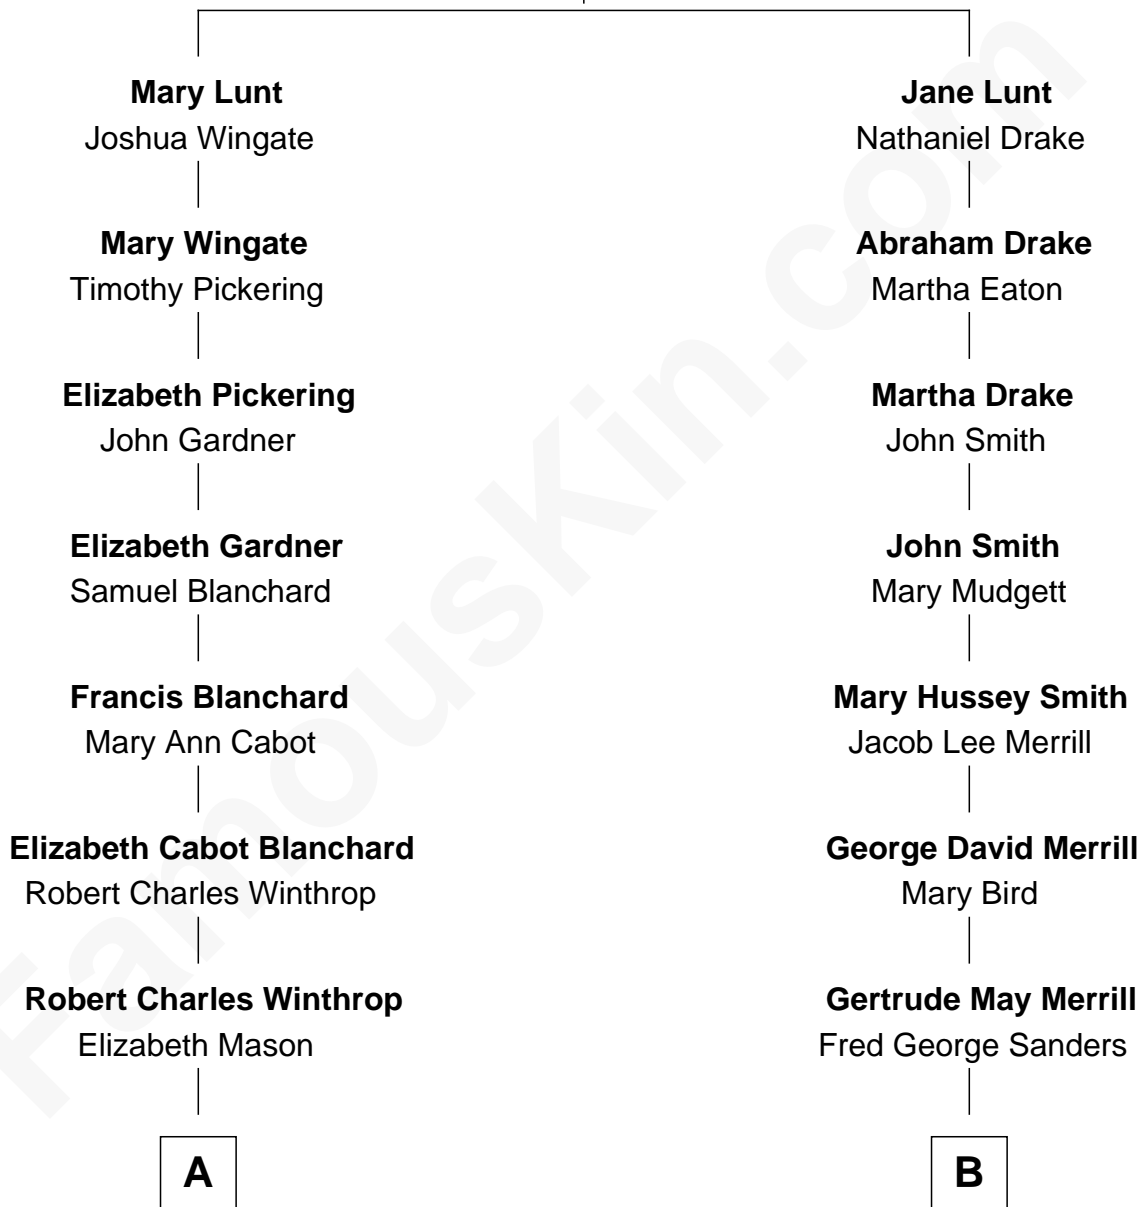 Mary Lunt
Joshua Wingate
Mary Wingate
Timothy Pickering
Elizabeth Pickering
John Gardner
Elizabeth Gardner
Samuel Blanchard
Francis Blanchard
Mary Ann Cabot
Elizabeth Cabot Blanchard
Robert Charles Winthrop
Robert Charles Winthrop
Elizabeth Mason
A
Jane Lunt
Nathaniel Drake
Abraham Drake
Martha Eaton
Martha Drake
John Smith
John Smith
Mary Mudgett
Mary Hussey Smith
Jacob Lee Merrill
George David Merrill
Mary Bird
Gertrude May Merrill
Fred George Sanders
B
FamousKin.com